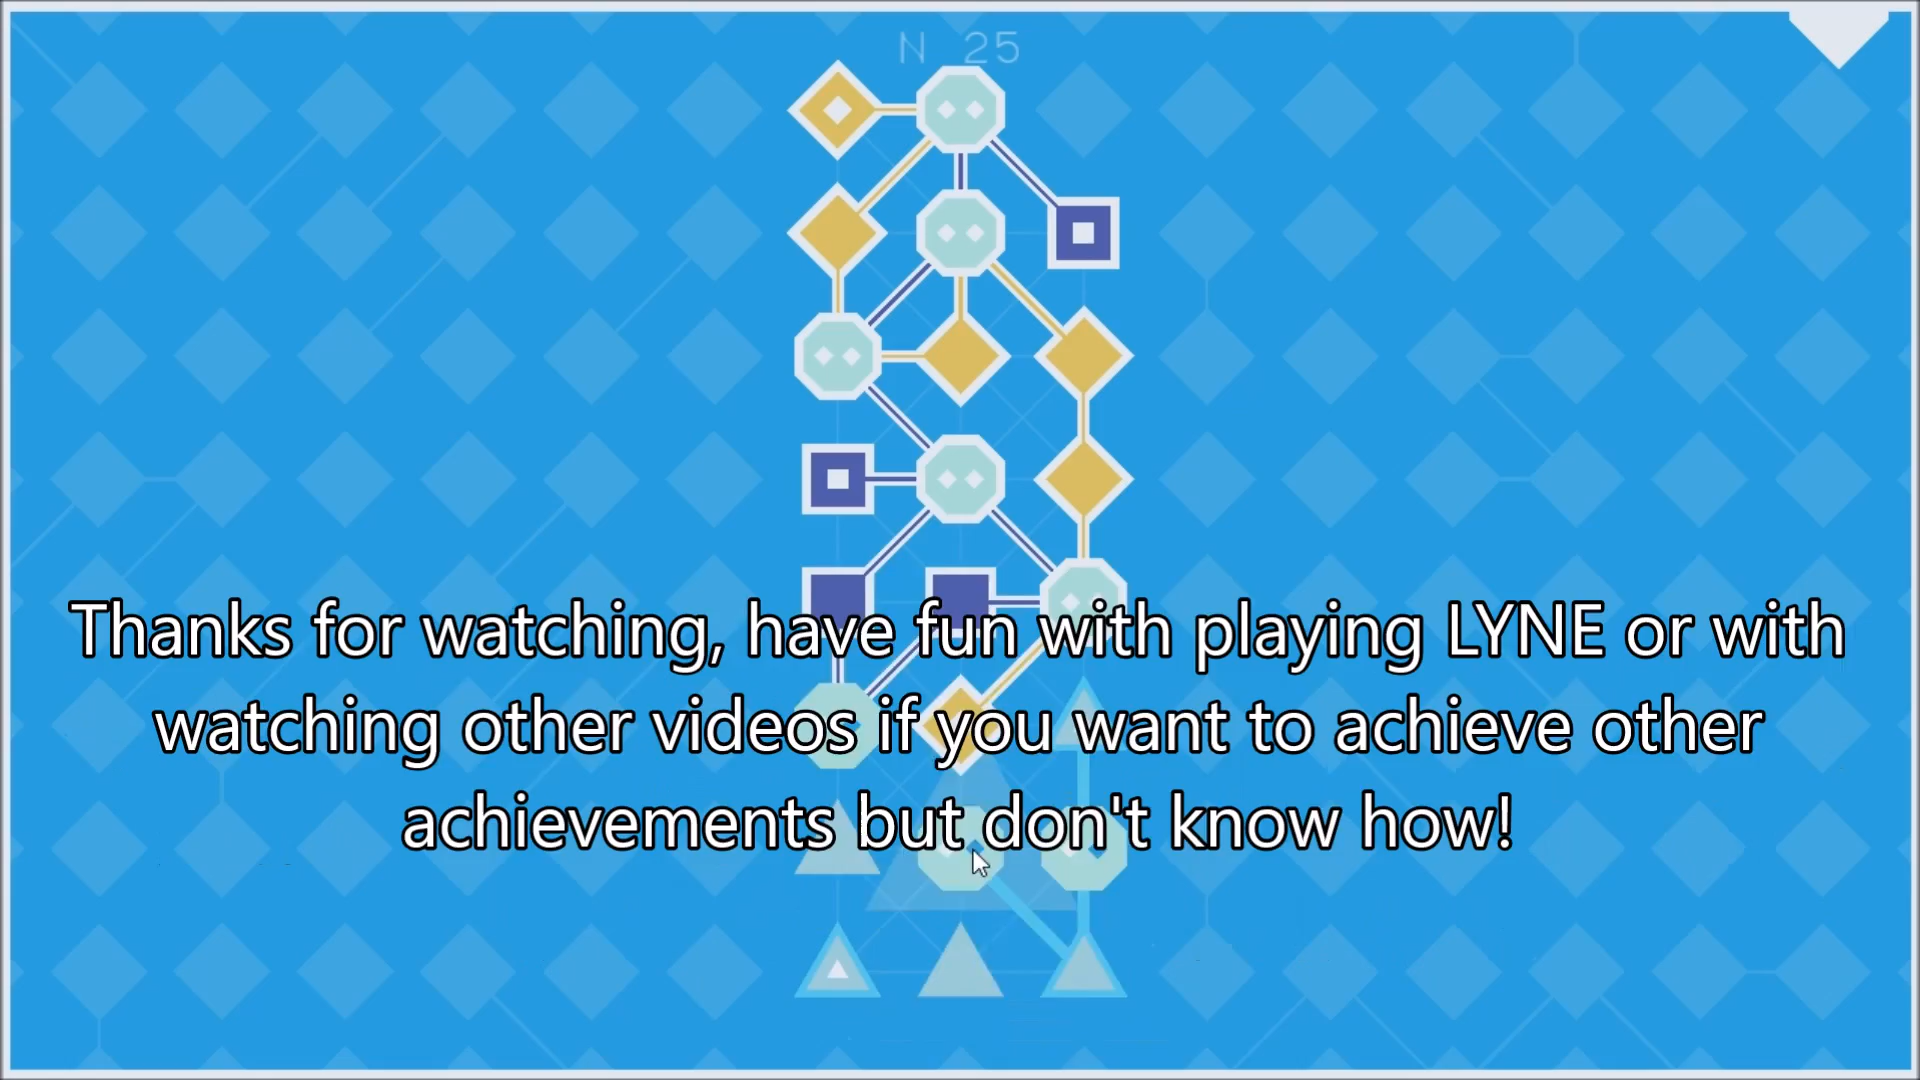 N 25
Thanks for watching, have fun with playing LYNE or with
watching other videos if you want to achieve other
achievements but don't know how!